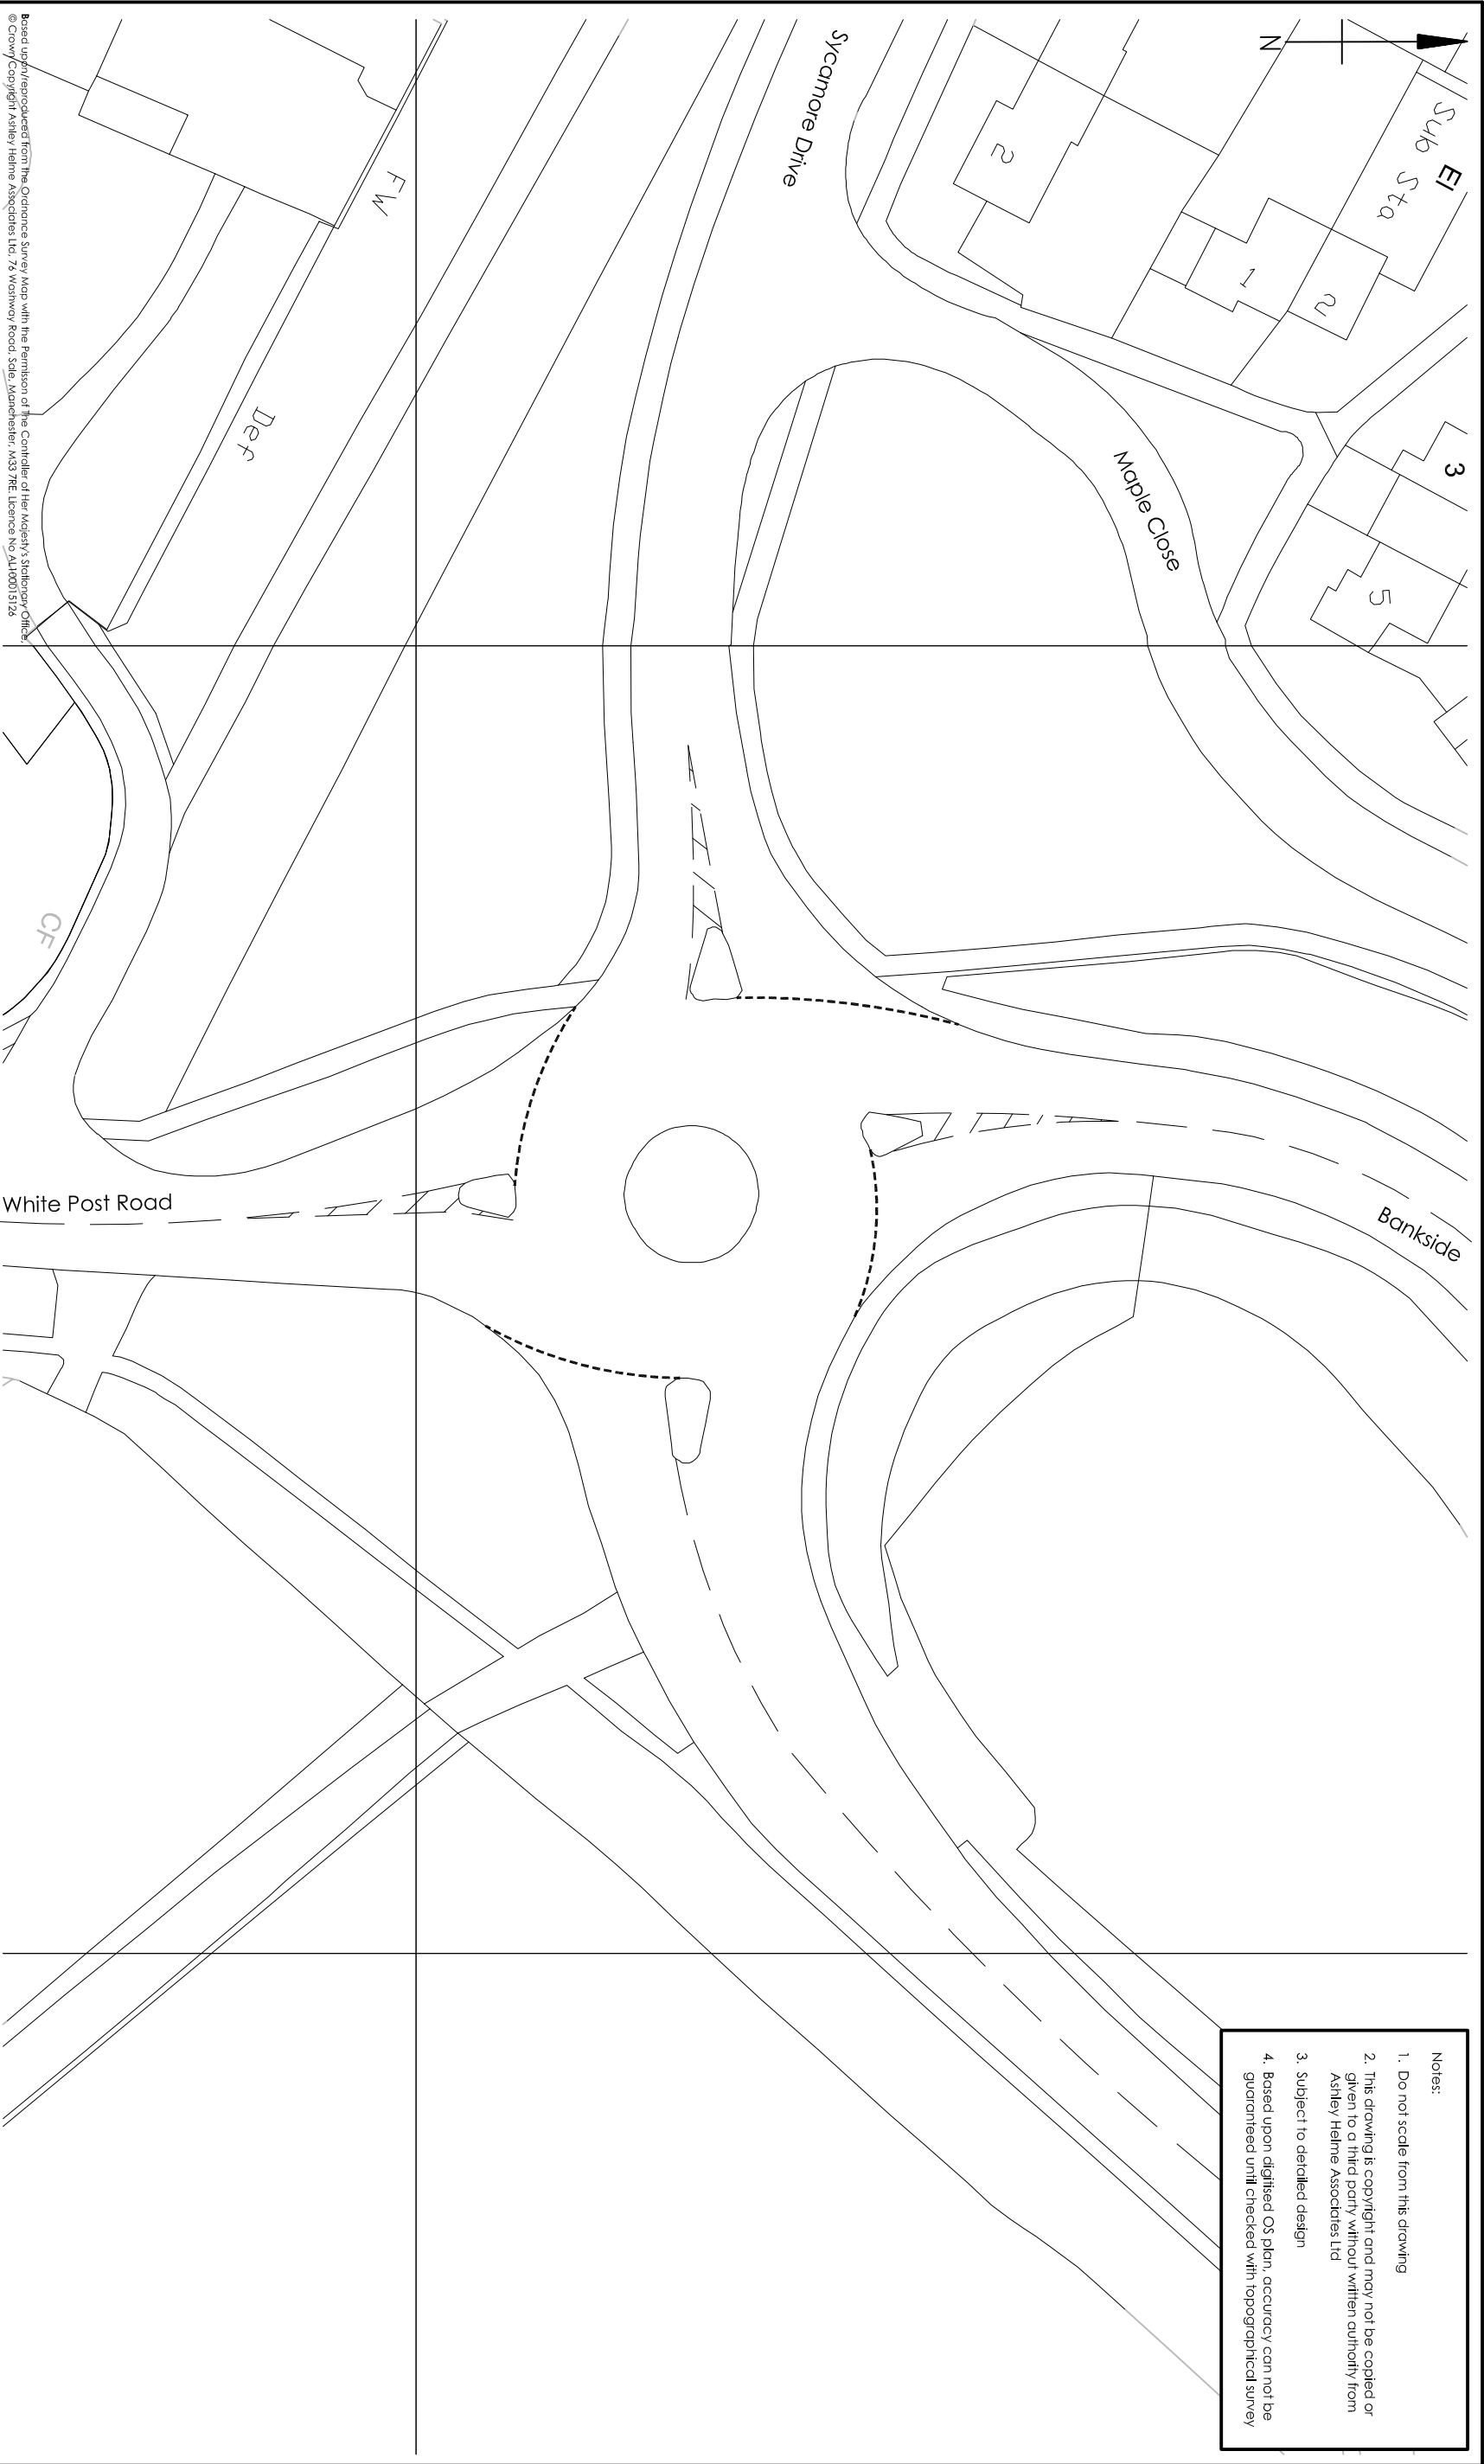 N
El
Sub Sta
2
1
2
3
5
Sycamore Drive
Maple Close
FW
Def
CF
White Post Road
Bankside
Notes:
1. Do not scale from this drawing
2. This drawing is copyright and may not be copied or
given to a third party without written authority from
Ashley Helme Associates Ltd
3. Subject to detailed design
4. Based upon digitised OS plan, accuracy can not be
guaranteed until checked with topographical survey
Based upon/reproduced from the Ordnance Survey Map with the Permisson of The Controller of Her Majesty's Stationary Office,
© Crown Copyright Ashley Helme Associates Ltd, 76 Washway Road, Sale, Manchester, M33 7RE. Licence No AL100015126